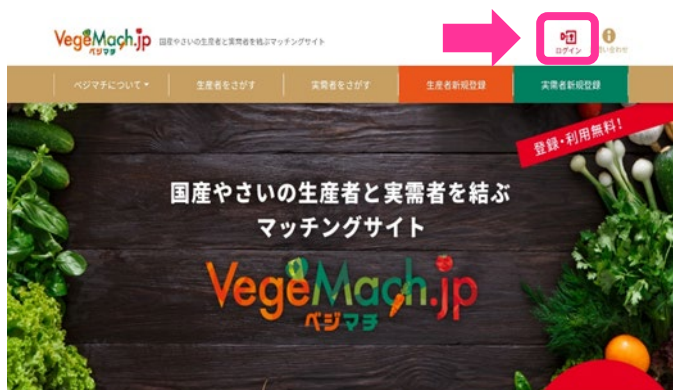 VegeMach.jp
ベジマチ
国産やさいの生産者と実需者を結ぶマッチングサイト
ログイン
い合わせ
ベジマチについて
生産者をさがす
実需者をさがす
生産者新規登録
実需者新規登録
登録・利用無料!
国産やさいの生産者と実需者を結ぶ
マッチングサイト
VegeMach.jp
ベジマチ